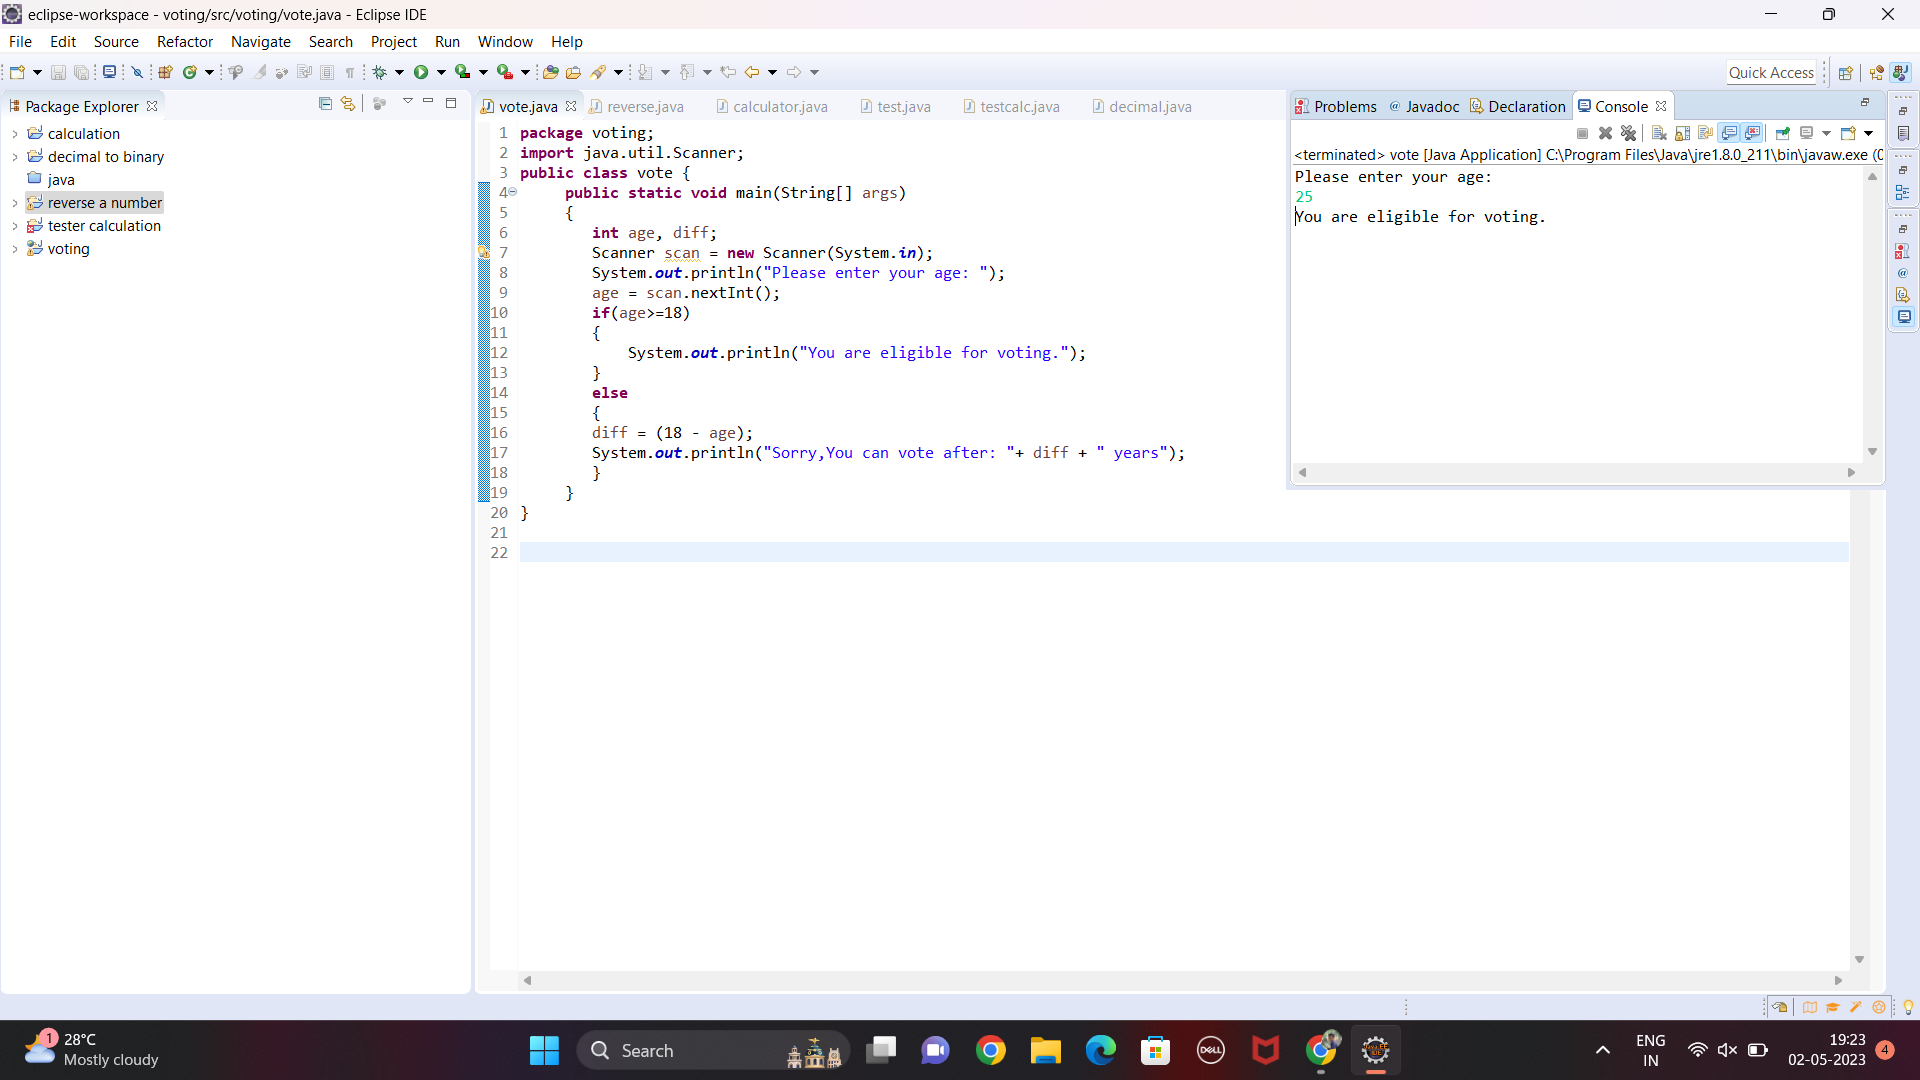 eclipse-workspace - voting/src/voting/vote.java - Eclipse IDE
File Edit Source Refactor Navigate Search Project Run Window Help
Quick Access
Package Explorer
calculation
decimal to binary
java
reverse a number
tester calculation
voting
vote.java reverse.java calculator.java test.java testcalc.java decimal.java
1 package voting;
2 import java.util.Scanner;
3 public class vote {
4 public static void main(String[] args)
5 {
6 int age, diff;
7 Scanner scan = new Scanner(System.in);
8 System.out.println("Please enter your age: ");
9 age = scan.nextInt();
10 if(age>=18)
11 {
12 System.out.println("You are eligible for voting.");
13 }
14 else
15 {
16 diff = (18 - age);
17 System.out.println("Sorry,You can vote after: "+ diff + " years");
18 }
19 }
20 }
21
22
Problems @ Javadoc Declaration Console
<terminated> vote [Java Application] C:\Program Files\Java\jre1.8.0_211\bin\javaw.exe (0
Please enter your age:
25
You are eligible for voting.
1
28°C
Mostly cloudy
Search
DELL
ENG
IN
19:23
02-05-2023
4